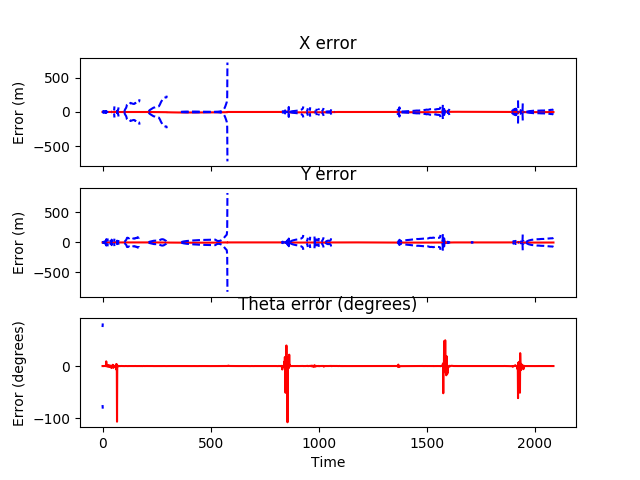 X error
Error (m)
500
0
−500
Y error
Error (m)
500
0
−500
Theta error (degrees)
Error (degrees)
0
−100
0 500 1000 1500 2000
Time